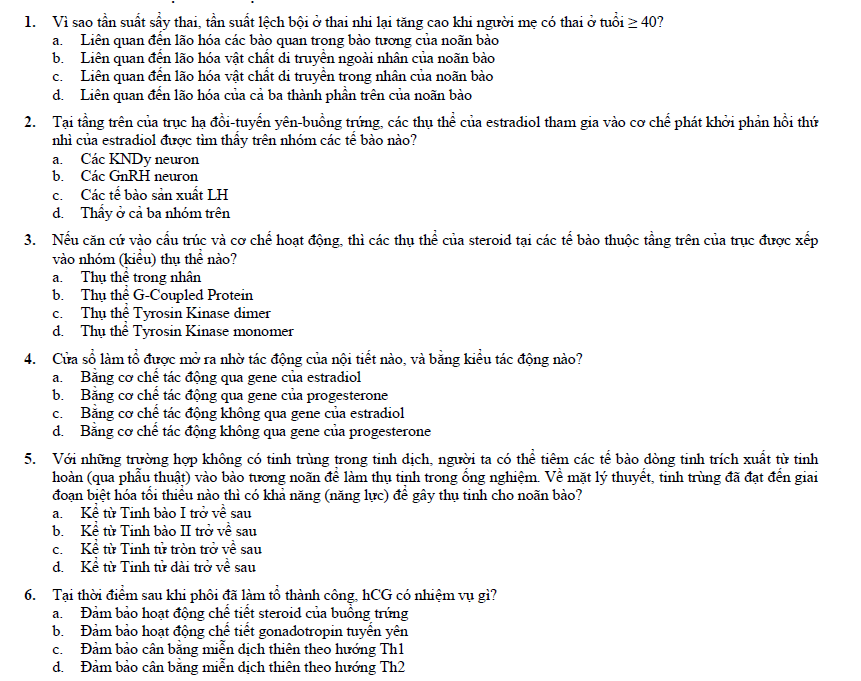 1. Vì sao tần suất sẩy thai, tần suất lệch bội ở thai nhi lại tăng cao khi người mẹ có thai ở tuổi ≥ 40?
a. Liên quan đến lão hóa các bào quan trong bào tương của noãn bào
b. Liên quan đến lão hóa vật chất di truyền ngoài nhân của noãn bào
c. Liên quan đến lão hóa vật chất di truyền trong nhân của noãn bào
d. Liên quan đến lão hóa của cả ba thành phần trên của noãn bào
2. Tại tầng trên của trục hạ đồi-tuyến yên-buồng trứng, các thụ thể của estradiol tham gia vào cơ chế phát khởi phản hồi thứ
nhì của estradiol được tìm thấy trên nhóm các tế bào nào?
a. Các KNDy neuron
b. Các GnRH neuron
c. Các tế bào sản xuất LH
d. Thấy ở cả ba nhóm trên
3. Nếu căn cứ vào cấu trúc và cơ chế hoạt động, thì các thụ thể của steroid tại các tế bào thuộc tầng trên của trục được xếp
vào nhóm (kiểu) thụ thể nào?
a. Thụ thể trong nhân
b. Thụ thể G-Coupled Protein
c. Thụ thể Tyrosin Kinase dimer
d. Thụ thể Tyrosin Kinase monomer
4. Cửa sổ làm tổ được mở ra nhờ tác động của nội tiết nào, và bằng kiểu tác động nào?
a. Bằng cơ chế tác động qua gene của estradiol
b. Bằng cơ chế tác động qua gene của progesterone
c. Bằng cơ chế tác động không qua gene của estradiol
d. Bằng cơ chế tác động không qua gene của progesterone
5. Với những trường hợp không có tinh trùng trong tinh dịch, người ta có thể tiêm các tế bào dòng tinh trích xuất từ tinh
hoàn (qua phẫu thuật) vào bào tương noãn để làm thụ tinh trong ống nghiệm. Về mặt lý thuyết, tinh trùng đã đạt đến giai
đoạn biệt hóa tối thiểu nào thì có khả năng (năng lực) để gây thụ tinh cho noãn bào?
a. Kể từ Tinh bào I trở về sau
b. Kể từ Tinh bào II trở về sau
c. Kể từ Tinh tử tròn trở về sau
d. Kể từ Tinh tử dài trở về sau
6. Tại thời điểm sau khi phôi đã làm tổ thành công, hCG có nhiệm vụ gì?
a. Đảm bảo hoạt động chế tiết steroid của buồng trứng
b. Đảm bảo hoạt động chế tiết gonadotropin tuyến yên
c. Đảm bảo cân bằng miễn dịch thiên theo hướng Th1
d. Đảm bảo cân bằng miễn dịch thiên theo hướng Th2